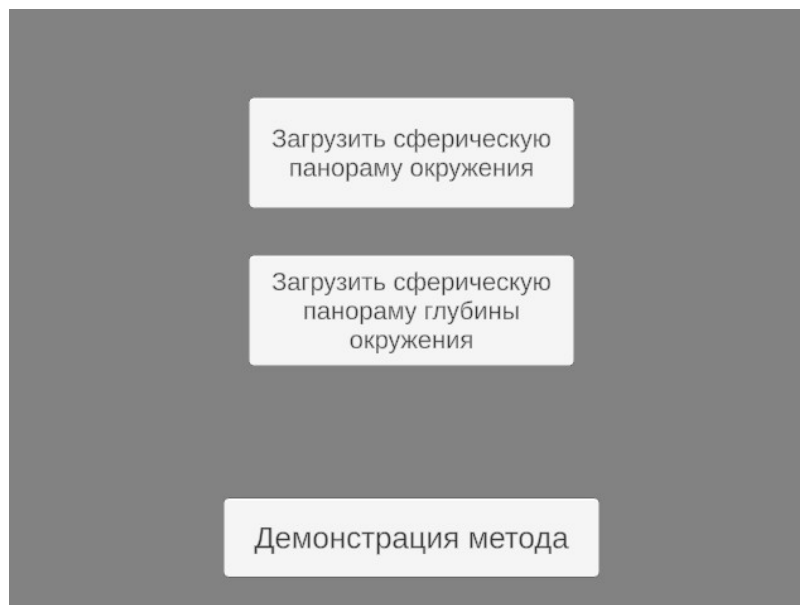 Загрузить сферическую
панораму окружения
Загрузить сферическую
панораму глубины
окружения
Демонстрация метода